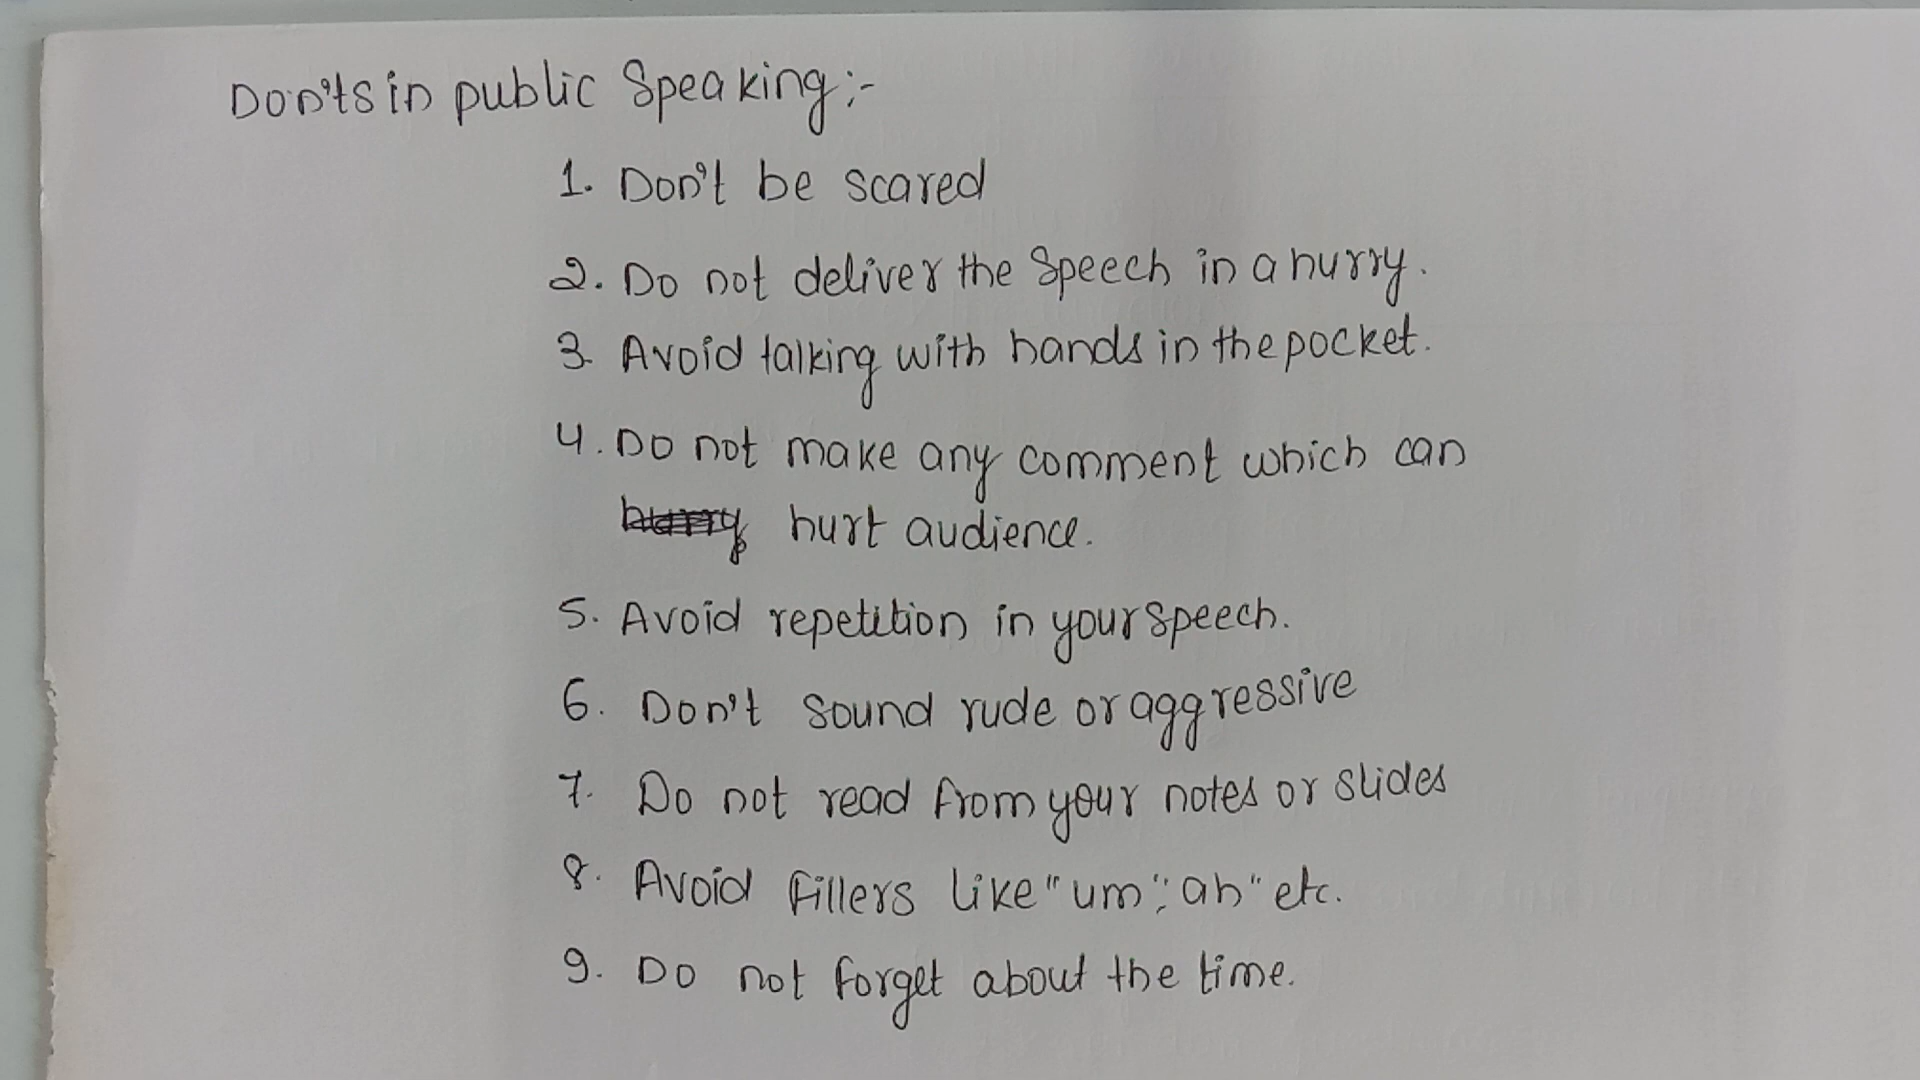 Don'ts in public Speaking:-
1. Don't be scared
2. Do not deliver the Speech in a hurry.
3. Avoid talking with hands in the pocket.
4. Do not make any comment which can
hurt audience.
5. Avoid repetition in your speech.
6. Don't sound rude or aggressive
7. Do not read from your notes or slides
8. Avoid fillers like "um", ah" etc.
9. Do not forget about the time.